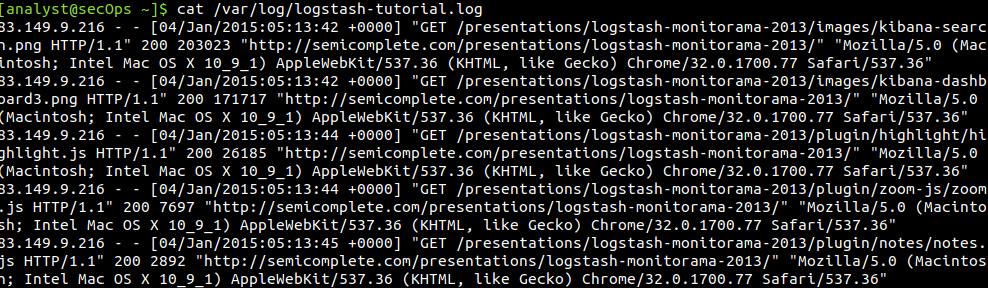 [analyst@secOps ~]$ cat /var/log/logstash-tutorial.log
83.149.9.216 - - [04/Jan/2015:05:13:42 +0000] "GET /presentations/logstash-monitorama-2013/images/kibana-searc
h.png HTTP/1.1" 200 203023 "http://semicomplete.com/presentations/logstash-monitorama-2013/" "Mozilla/5.0 (Mac
intosh; Intel Mac OS X 10_9_1) AppleWebKit/537.36 (KHTML, like Gecko) Chrome/32.0.1700.77 Safari/537.36"
83.149.9.216 - - [04/Jan/2015:05:13:42 +0000] "GET /presentations/logstash-monitorama-2013/images/kibana-dashb
oard3.png HTTP/1.1" 200 171717 "http://semicomplete.com/presentations/logstash-monitorama-2013/" "Mozilla/5.0
(Macintosh; Intel Mac OS X 10_9_1) AppleWebKit/537.36 (KHTML, like Gecko) Chrome/32.0.1700.77 Safari/537.36"
83.149.9.216 - - [04/Jan/2015:05:13:44 +0000] "GET /presentations/logstash-monitorama-2013/plugin/highlight/hi
ghlight.js HTTP/1.1" 200 26185 "http://semicomplete.com/presentations/logstash-monitorama-2013/" "Mozilla/5.0
(Macintosh; Intel Mac OS X 10_9_1) AppleWebKit/537.36 (KHTML, like Gecko) Chrome/32.0.1700.77 Safari/537.36"
83.149.9.216 - - [04/Jan/2015:05:13:44 +0000] "GET /presentations/logstash-monitorama-2013/plugin/zoom-js/zoom
.js HTTP/1.1" 200 7697 "http://semicomplete.com/presentations/logstash-monitorama-2013/" "Mozilla/5.0 (Macinto
sh; Intel Mac OS X 10_9_1) AppleWebKit/537.36 (KHTML, like Gecko) Chrome/32.0.1700.77 Safari/537.36"
83.149.9.216 - - [04/Jan/2015:05:13:45 +0000] "GET /presentations/logstash-monitorama-2013/plugin/notes/notes.
js HTTP/1.1" 200 2892 "http://semicomplete.com/presentations/logstash-monitorama-2013/" "Mozilla/5.0 (Macintos
h; Intel Mac OS X 10_9_1) AppleWebKit/537.36 (KHTML, like Gecko) Chrome/32.0.1700.77 Safari/537.36"